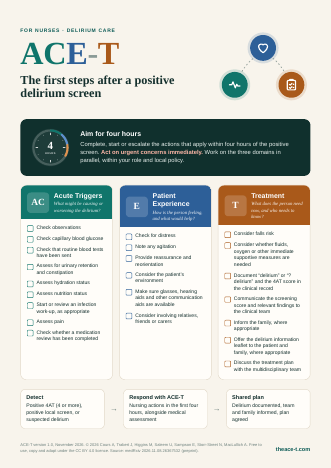 FOR NURSES · DELIRIUM CARE
ACE-T
The first steps after a positive
delirium screen
4
HOURS
Aim for four hours
Complete, start or escalate the actions that apply within four hours of the positive
screen. Act on urgent concerns immediately. Work on the three domains in
parallel, within your role and local policy.
AC
Acute Triggers
What might be causing or
worsening the delirium?
Check observations
Check capillary blood glucose
Check that routine blood tests
have been sent
Assess for urinary retention
and constipation
Assess hydration status
Assess nutrition status
Start or review an infection
work-up, as appropriate
Assess pain
Check whether a medication
review has been completed
E
Patient
Experience
How is the person feeling,
and what would help?
Check for distress
Note any agitation
Provide reassurance and
reorientation
Consider the patient's
environment
Make sure glasses, hearing
aids and other communication
aids are available
Consider involving relatives,
friends or carers
T
Treatment
What does the person need
now, and who needs to
know?
Consider falls risk
Consider whether fluids,
oxygen or other immediate
supportive measures are
needed
Document "delirium" or "?
delirium" and the 4AT score in
the clinical record
Communicate the screening
score and relevant findings to
the clinical team
Inform the family, where
appropriate
Offer the delirium information
leaflet to the patient and
family, where appropriate
Discuss the treatment plan
with the multidisciplinary team
Detect
Positive 4AT (4 or more),
positive local screen, or
suspected delirium
→
Respond with ACE-T
Nursing actions in the first four
hours, alongside medical
assessment
→
Shared plan
Delirium documented, team
and family informed, plan
agreed
theace-t.com